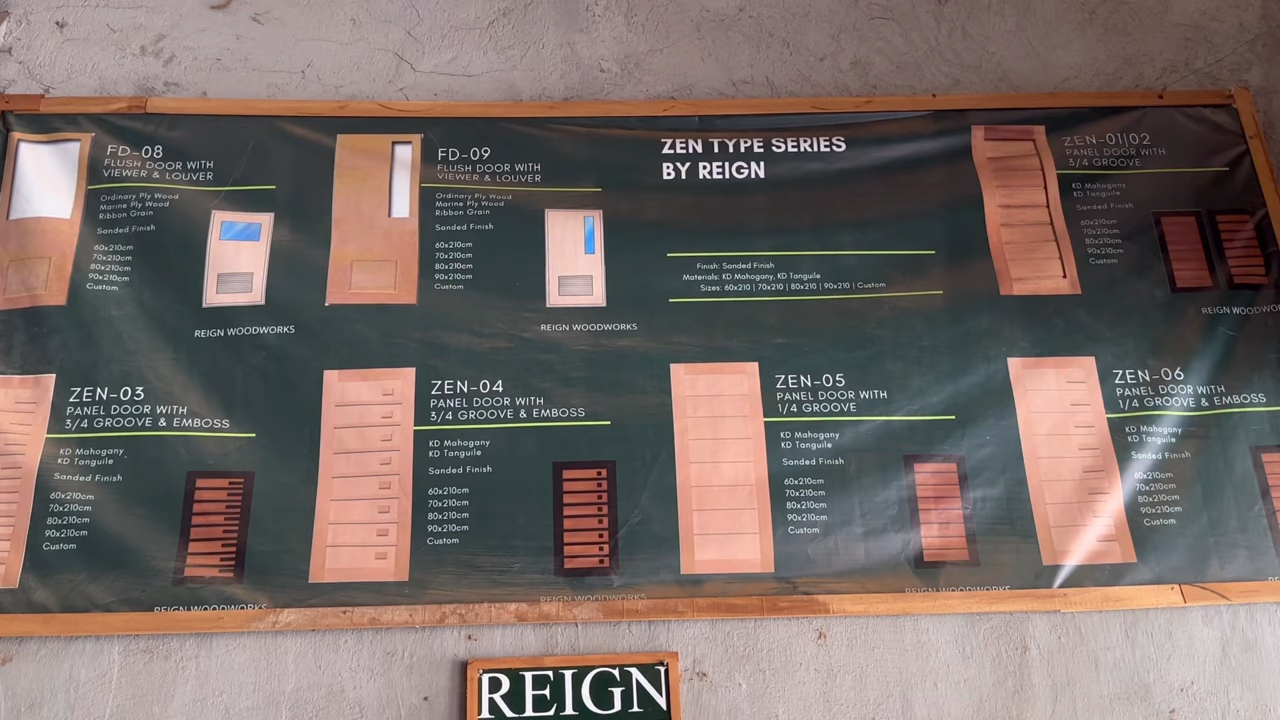 FD-08
FLUSH DOOR WITH
VIEWER & LOUVER
Ordinary Ply Wood
Marine Ply Wood
Ribbon Grain
Sanded Finish
60x210cm
70x210cm
80x210cm
90x210cm
Custom
REIGN WOODWORKS
FD-09
FLUSH DOOR WITH
VIEWER & LOUVER
Ordinary Ply Wood
Marine Ply Wood
Ribbon Grain
Sanded Finish
60x210cm
70x210cm
80x210cm
90x210cm
Custom
REIGN WOODWORKS
ZEN TYPE SERIES
BY REIGN
Finish: Sanded Finish
Materials: KD Mahogany, KD Tanguile
Sizes: 60x210 | 70x210 | 80x210 | 90x210 | Custom
ZEN-01|02
PANEL DOOR WITH
3/4 GROOVE
KD Mahogany
KD Tanguile
Sanded Finish
60x210cm
70x210cm
80x210cm
90x210cm
Custom
REIGN WOODWO
ZEN-03
PANEL DOOR WITH
3/4 GROOVE & EMBOSS
KD Mahogany
KD Tanguile
Sanded Finish
60x210cm
70x210cm
80x210cm
90x210cm
Custom
REIGN WOODWORKS
ZEN-04
PANEL DOOR WITH
3/4 GROOVE & EMBOSS
KD Mahogany
KD Tanguile
Sanded Finish
60x210cm
70x210cm
80x210cm
90x210cm
Custom
REIGN WOODWORKS
ZEN-05
PANEL DOOR WITH
1/4 GROOVE
KD Mahogany
KD Tanguile
Sanded Finish
60x210cm
70x210cm
80x210cm
90x210cm
Custom
REIGN WOODWORKS
ZEN-06
PANEL DOOR WITH
1/4 GROOVE & EMBOSS
KD Mahogany
KD Tanguile
Sanded Finish
60x210cm
70x210cm
80x210cm
90x210cm
Custom
REIGN